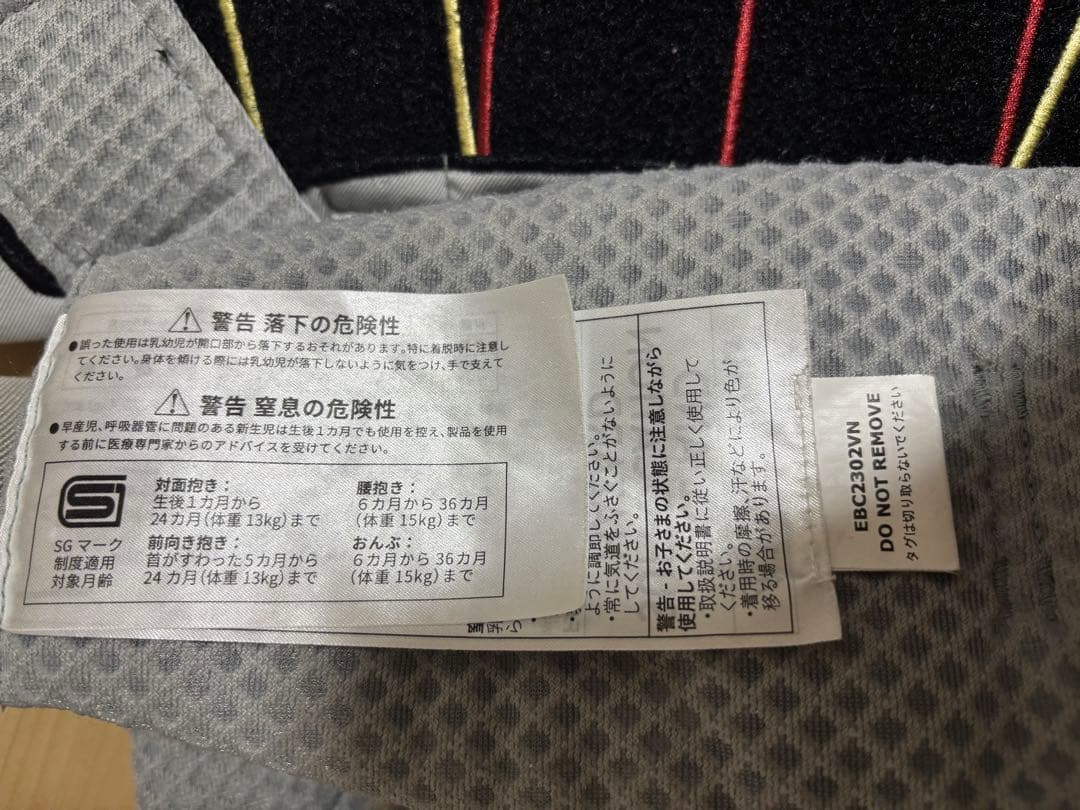 警告 落下の危険性
●誤った使用は乳幼児が開口部から落下するおそれがあります。特に着脱時に注意し
てください。身体を傾ける際には乳幼児が落下しないように気をつけ、手で支えて
ください。
警告 窒息の危険性
●早産児、呼吸器管に問題のある新生児は生後1カ月でも使用を控え、製品を使用
する前に医療専門家からのアドバイスを受けてください。
SGマーク
制度適用
対象月齢
対面抱き:
生後1カ月から
24カ月(体重13kg)まで
前向き抱き:
首がすわった5カ月から
24カ月(体重13kg)まで
腰抱き:
6カ月から36カ月
(体重15kg)まで
おんぶ:
6カ月から36カ月
(体重15kg)まで
ように調節してください。
・常に気道をふさぐことがないように
してください。
警告 - お子さまの状態に注意しながら
使用してください。
・取扱説明書に従い正しく使用して
ください。
・着用時の摩擦、汗などにより色が
移る場合があります。
EBC2302VN
DO NOT REMOVE
タグは切り取らないでください